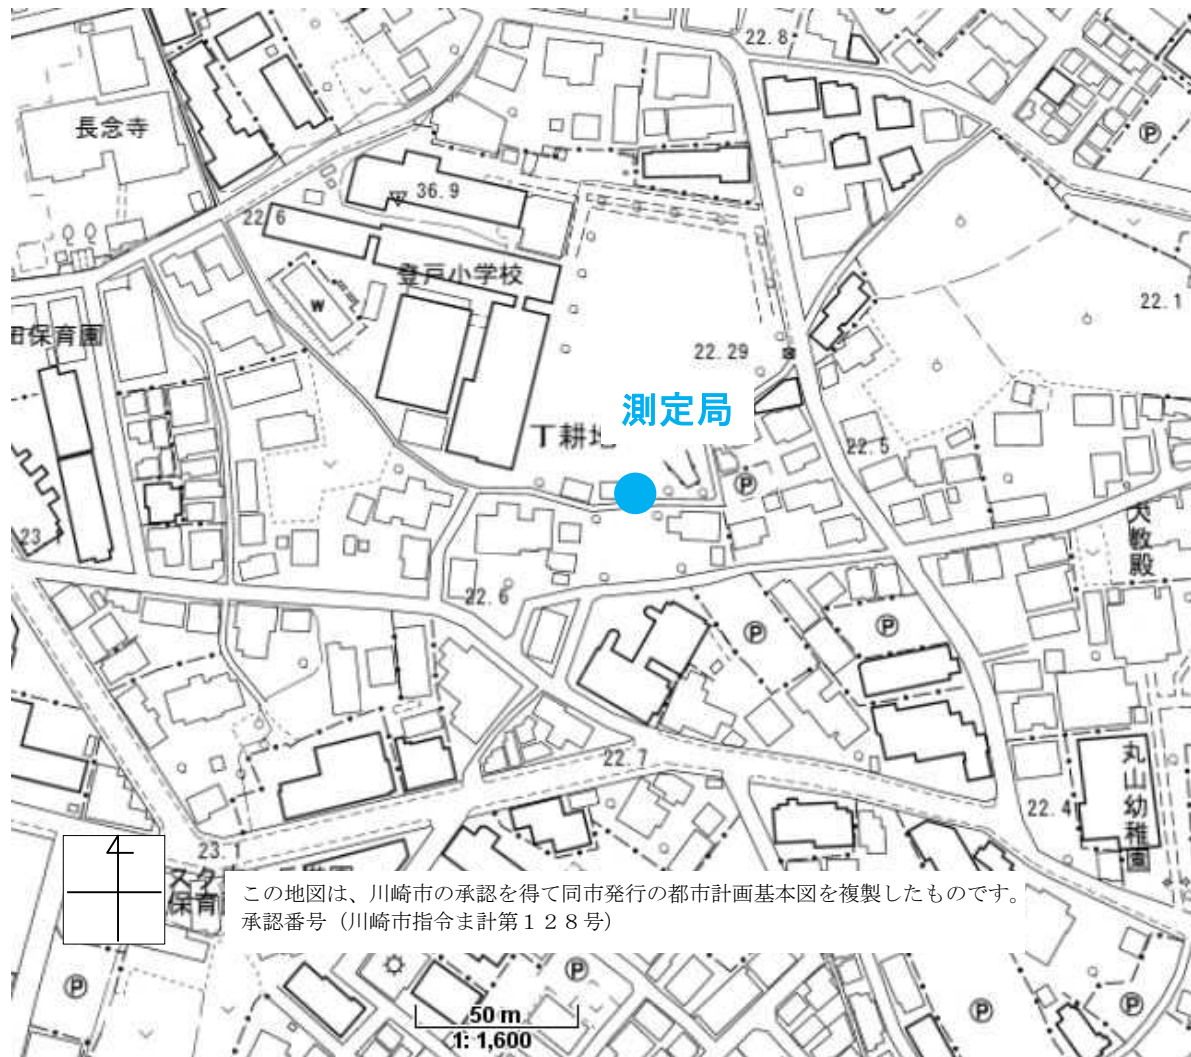 22.8
長念寺
Ⓟ
36.9
22.6
登戸小学校
W
22.1
田保育園
22.29
測定局
丁耕地
22.5
Ⓟ
23
天教殿
22.6
Ⓟ
Ⓟ
22.7
丸山幼稚園
22.4
23.1
保育
この地図は、川崎市の承認を得て同市発行の都市計画基本図を複製したものです。
承認番号（川崎市指令ま計第１２８号）
Ⓟ
Ⓟ
Ⓟ
Ⓟ
50 m
1: 1,600